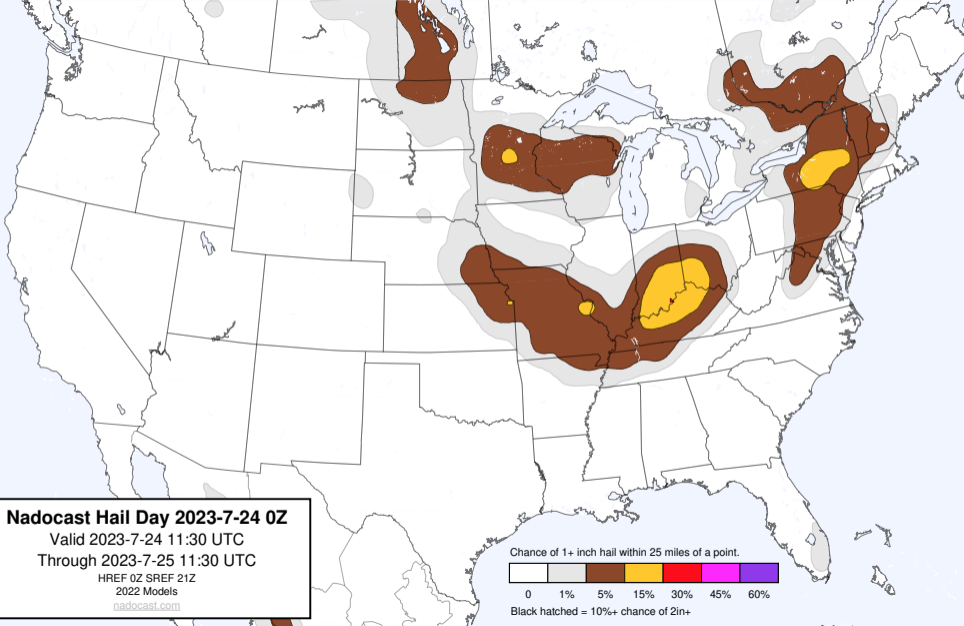 Nadocast Hail Day 2023-7-24 0Z
Valid 2023-7-24 11:30 UTC
Through 2023-7-25 11:30 UTC
HREF 0Z SREF 21Z
2022 Models
nadocast.com
Chance of 1+ inch hail within 25 miles of a point.
0 1% 5% 15% 30% 45% 60%
Black hatched = 10%+ chance of 2in+